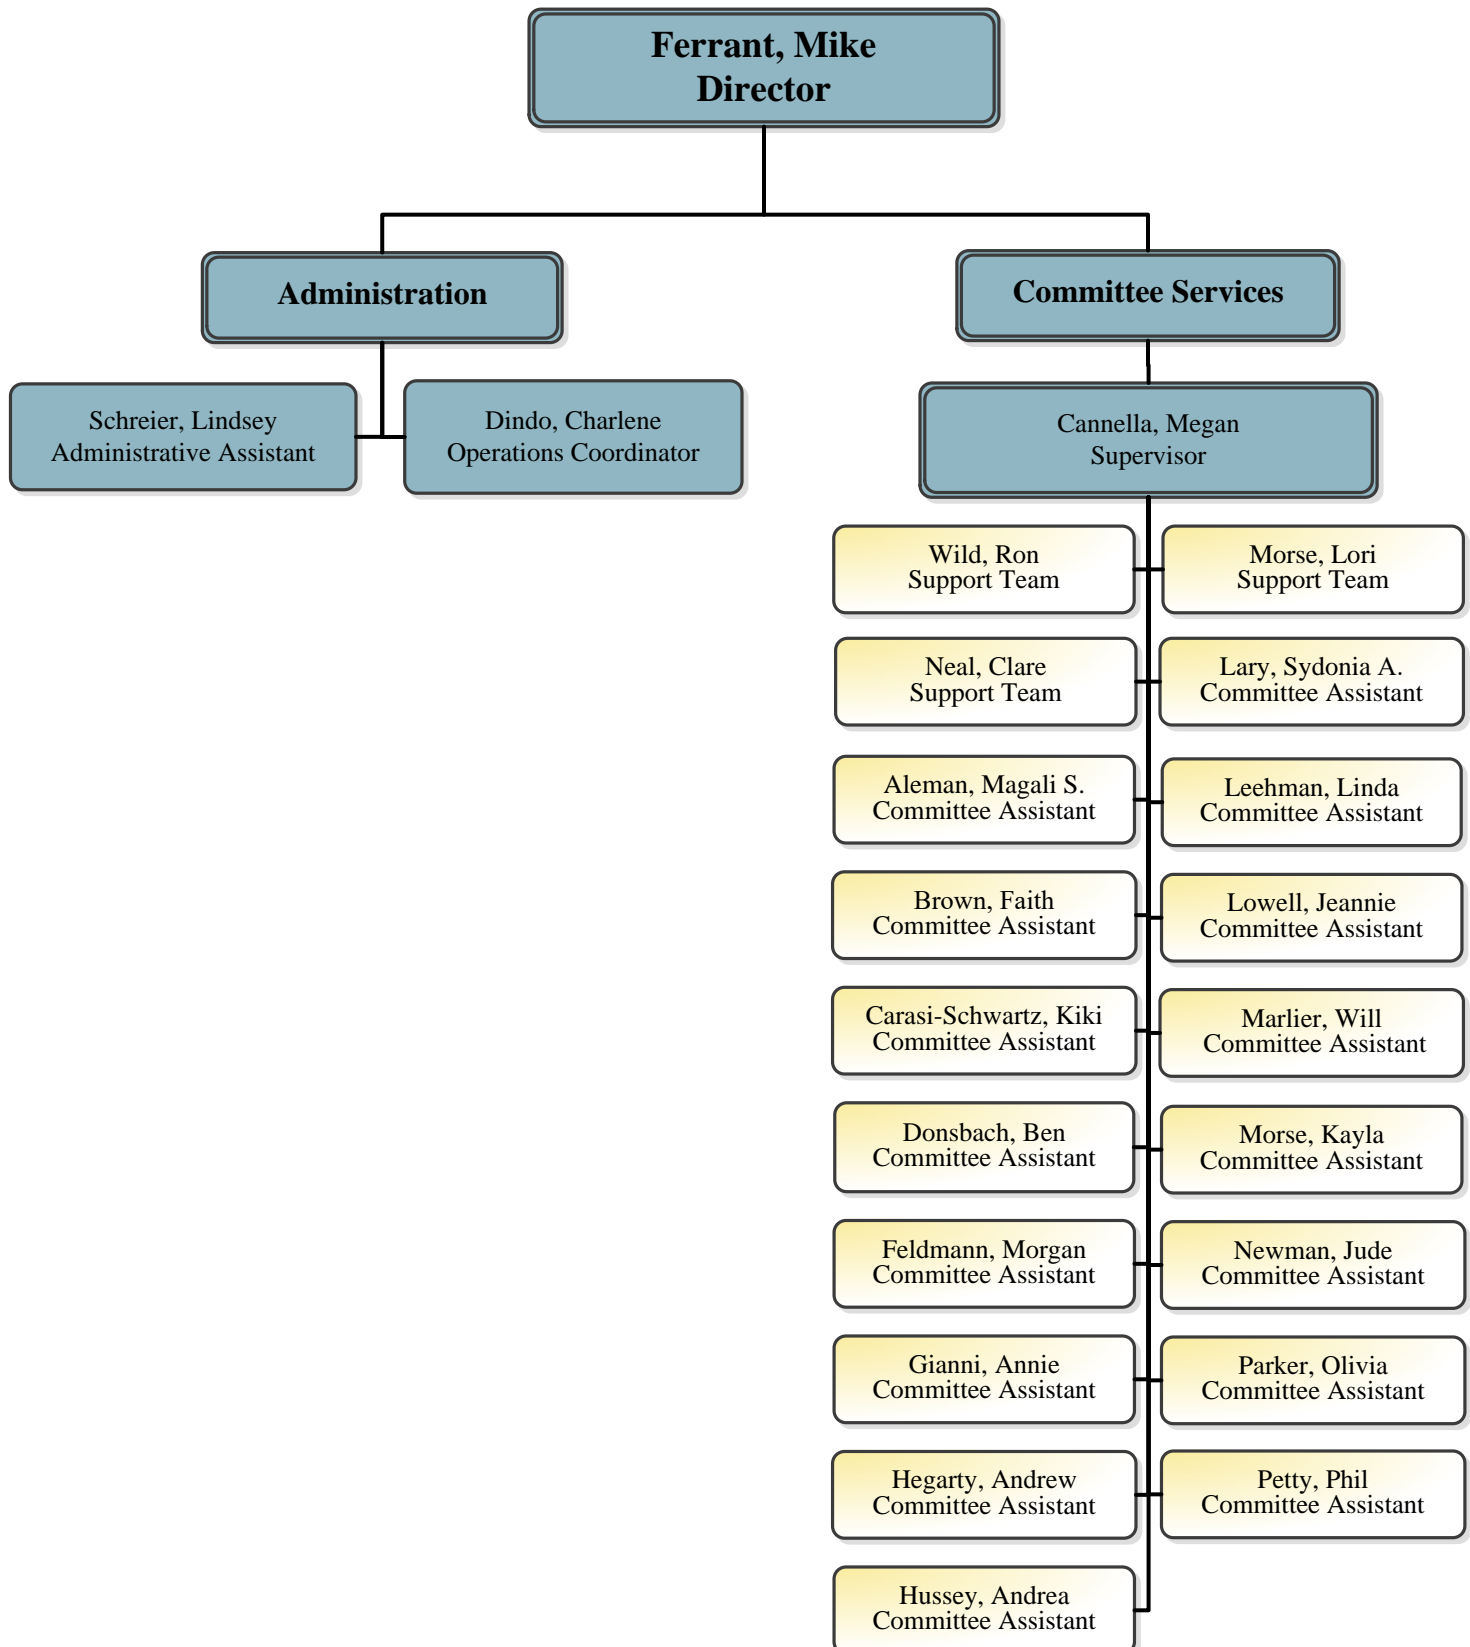 Ferrant, Mike
Director
Administration
Committee Services
Schreier, Lindsey
Administrative Assistant
Dindo, Charlene
Operations Coordinator
Cannella, Megan
Supervisor
Wild, Ron
Support Team
Morse, Lori
Support Team
Neal, Clare
Support Team
Lary, Sydonia A.
Committee Assistant
Aleman, Magali S.
Committee Assistant
Leehman, Linda
Committee Assistant
Brown, Faith
Committee Assistant
Lowell, Jeannie
Committee Assistant
Carasi-Schwartz, Kiki
Committee Assistant
Marlier, Will
Committee Assistant
Donsbach, Ben
Committee Assistant
Morse, Kayla
Committee Assistant
Feldmann, Morgan
Committee Assistant
Newman, Jude
Committee Assistant
Gianni, Annie
Committee Assistant
Parker, Olivia
Committee Assistant
Hegarty, Andrew
Committee Assistant
Petty, Phil
Committee Assistant
Hussey, Andrea
Committee Assistant